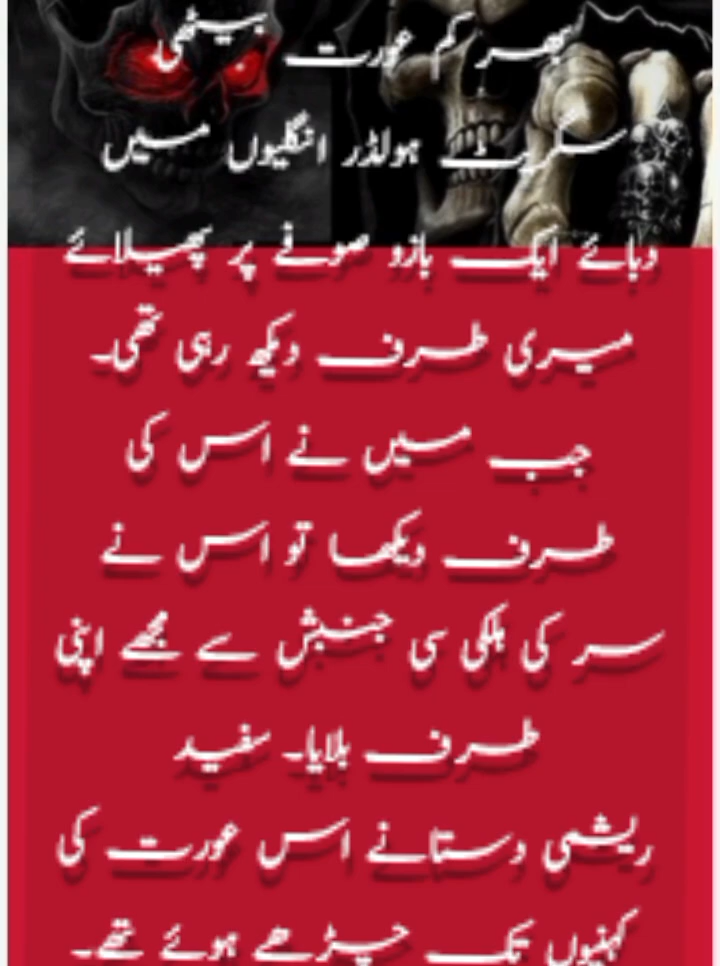 بھر کم عورت بیٹھی
سگریٹ ہولڈر انگلیوں میں
دبائے ایک بازو صوفے پر پھیلائے
میری طرف دیکھ رہی تھی۔
جب میں نے اس کی
طرف دیکھا تو اس نے
سر کی ہلکی سی جنبش سے مجھے اپنی
طرف بلایا۔ سفید
ریشمی دستانے اس عورت کی
کہنیوں تک چڑھے ہوئے تھے۔